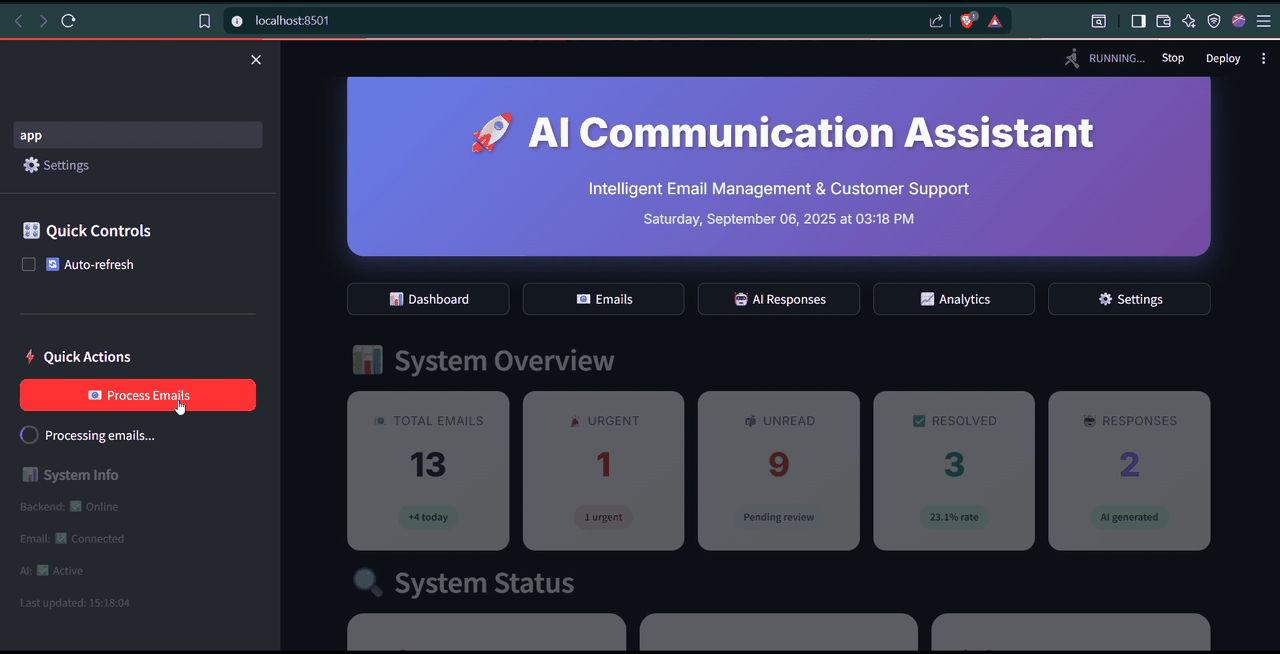 localhost:8501
1
RUNNING...
Stop
Deploy
app
Settings
Quick Controls
Auto-refresh
Quick Actions
Process Emails
Processing emails...
System Info
Backend: ✅ Online
Email: ✅ Connected
AI: ✅ Active
Last updated: 15:18:04
🚀 AI Communication Assistant
Intelligent Email Management & Customer Support
Saturday, September 06, 2025 at 03:18 PM
Dashboard
Emails
AI Responses
Analytics
Settings
System Overview
TOTAL EMAILS
13
+4 today
URGENT
1
1 urgent
UNREAD
9
Pending review
RESOLVED
3
23.1% rate
RESPONSES
2
AI generated
System Status